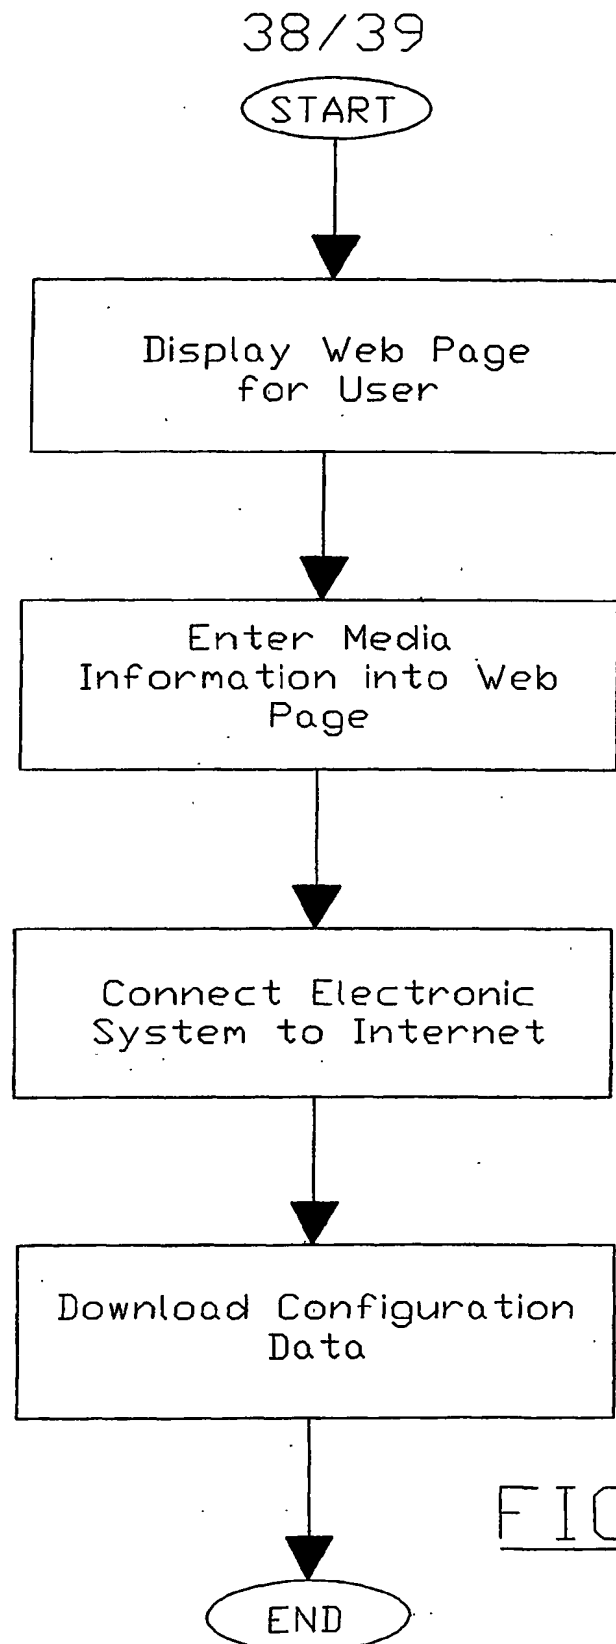 38/39
START
Display Web Page
for User
Enter Media
Information into Web
Page
Connect Electronic
System to Internet
Download Configuration
Data
END